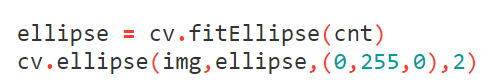 ellipse = cv.fitEllipse(cnt)
cv.ellipse(img,ellipse,(0,255,0),2)